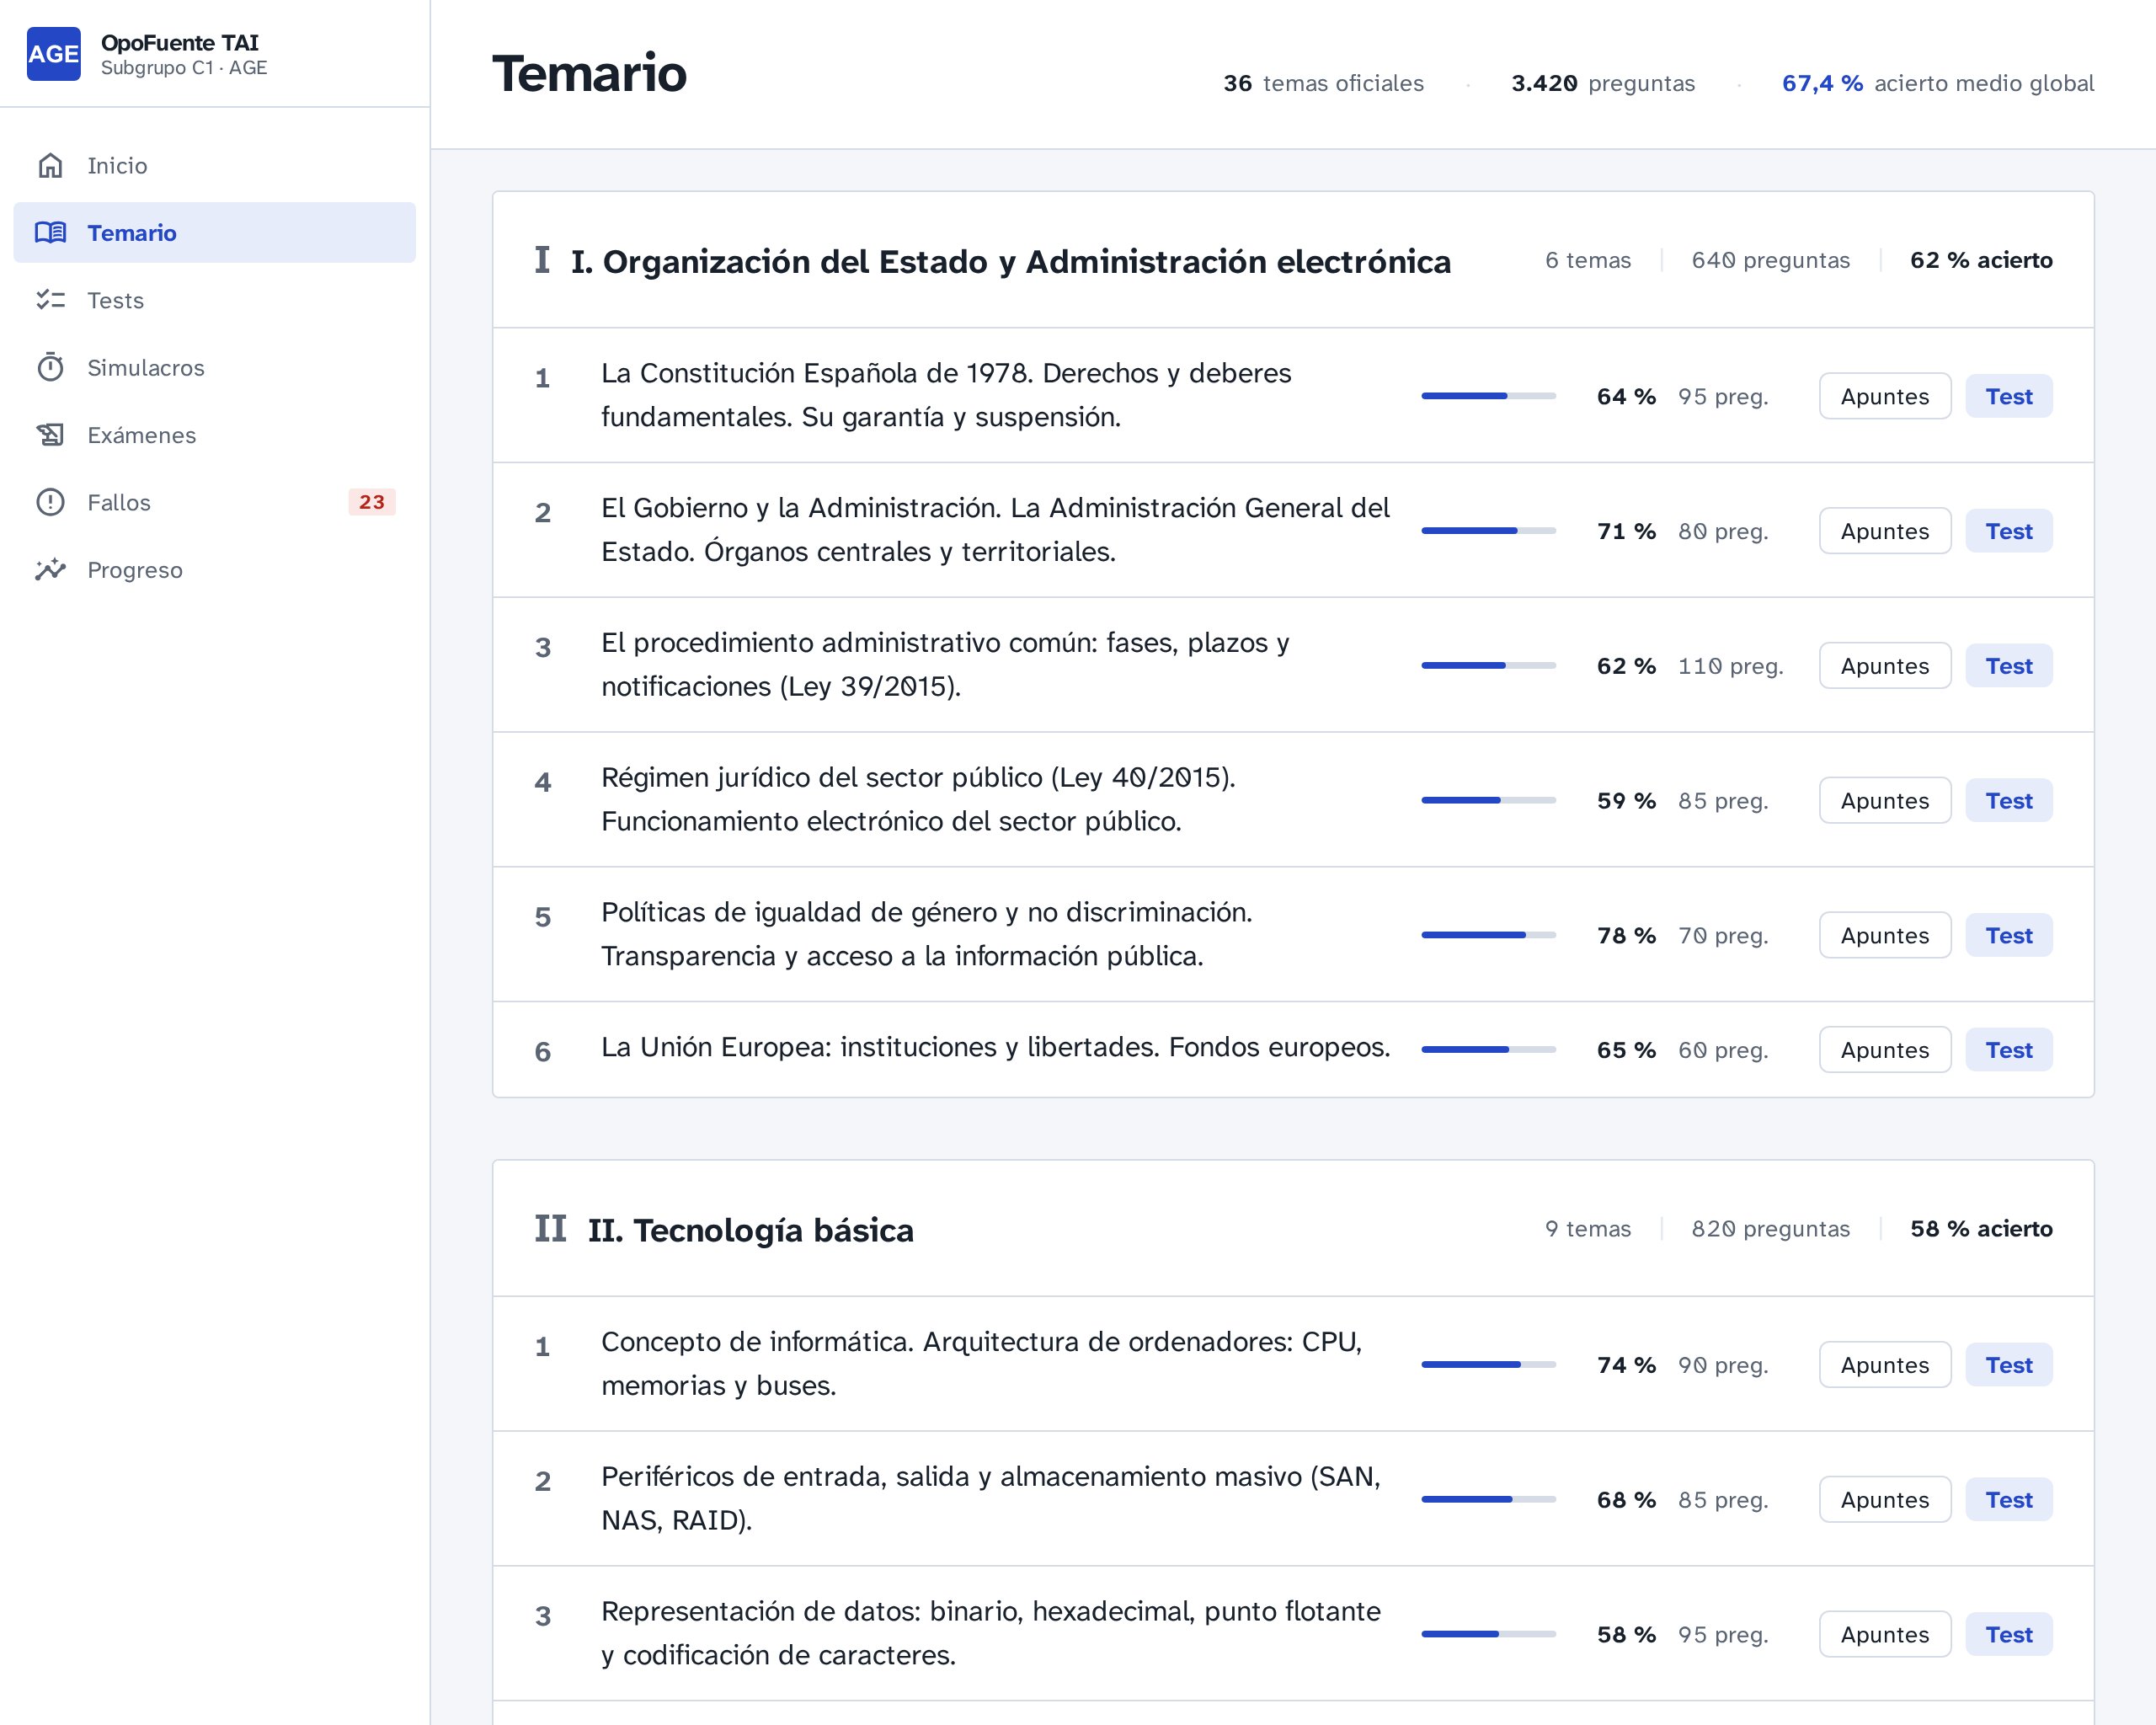 AGE
OpoFuente TAI
Subgrupo C1 · AGE
Inicio
Temario
Tests
Simulacros
Exámenes
Fallos 23
Progreso
Temario
36 temas oficiales · 3.420 preguntas · 67,4 % acierto medio global
I I. Organización del Estado y Administración electrónica 6 temas 640 preguntas 62 % acierto
1 La Constitución Española de 1978. Derechos y deberes
fundamentales. Su garantía y suspensión.
64 % 95 preg. Apuntes Test
2 El Gobierno y la Administración. La Administración General del
Estado. Órganos centrales y territoriales.
71 % 80 preg. Apuntes Test
3 El procedimiento administrativo común: fases, plazos y
notificaciones (Ley 39/2015).
62 % 110 preg. Apuntes Test
4 Régimen jurídico del sector público (Ley 40/2015).
Funcionamiento electrónico del sector público.
59 % 85 preg. Apuntes Test
5 Políticas de igualdad de género y no discriminación.
Transparencia y acceso a la información pública.
78 % 70 preg. Apuntes Test
6 La Unión Europea: instituciones y libertades. Fondos europeos.
65 % 60 preg. Apuntes Test
II II. Tecnología básica 9 temas 820 preguntas 58 % acierto
1 Concepto de informática. Arquitectura de ordenadores: CPU,
memorias y buses.
74 % 90 preg. Apuntes Test
2 Periféricos de entrada, salida y almacenamiento masivo (SAN,
NAS, RAID).
68 % 85 preg. Apuntes Test
3 Representación de datos: binario, hexadecimal, punto flotante
y codificación de caracteres.
58 % 95 preg. Apuntes Test